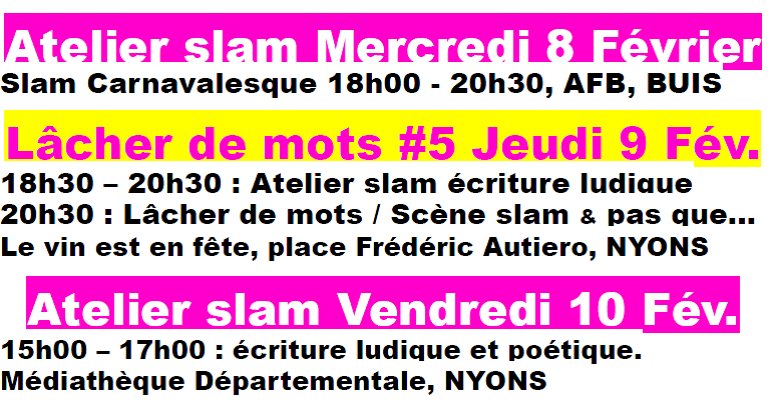 Atelier slam Mercredi 8 Février
Slam Carnavalesque 18h00 - 20h30, AFB, BUIS
Lâcher de mots #5 Jeudi 9 Fév.
18h30 – 20h30 : Atelier slam écriture ludique
20h30 : Lâcher de mots / Scène slam & pas que...
Le vin est en fête, place Frédéric Autiero, NYONS
Atelier slam Vendredi 10 Fév.
15h00 – 17h00 : écriture ludique et poétique.
Médiathèque Départementale, NYONS